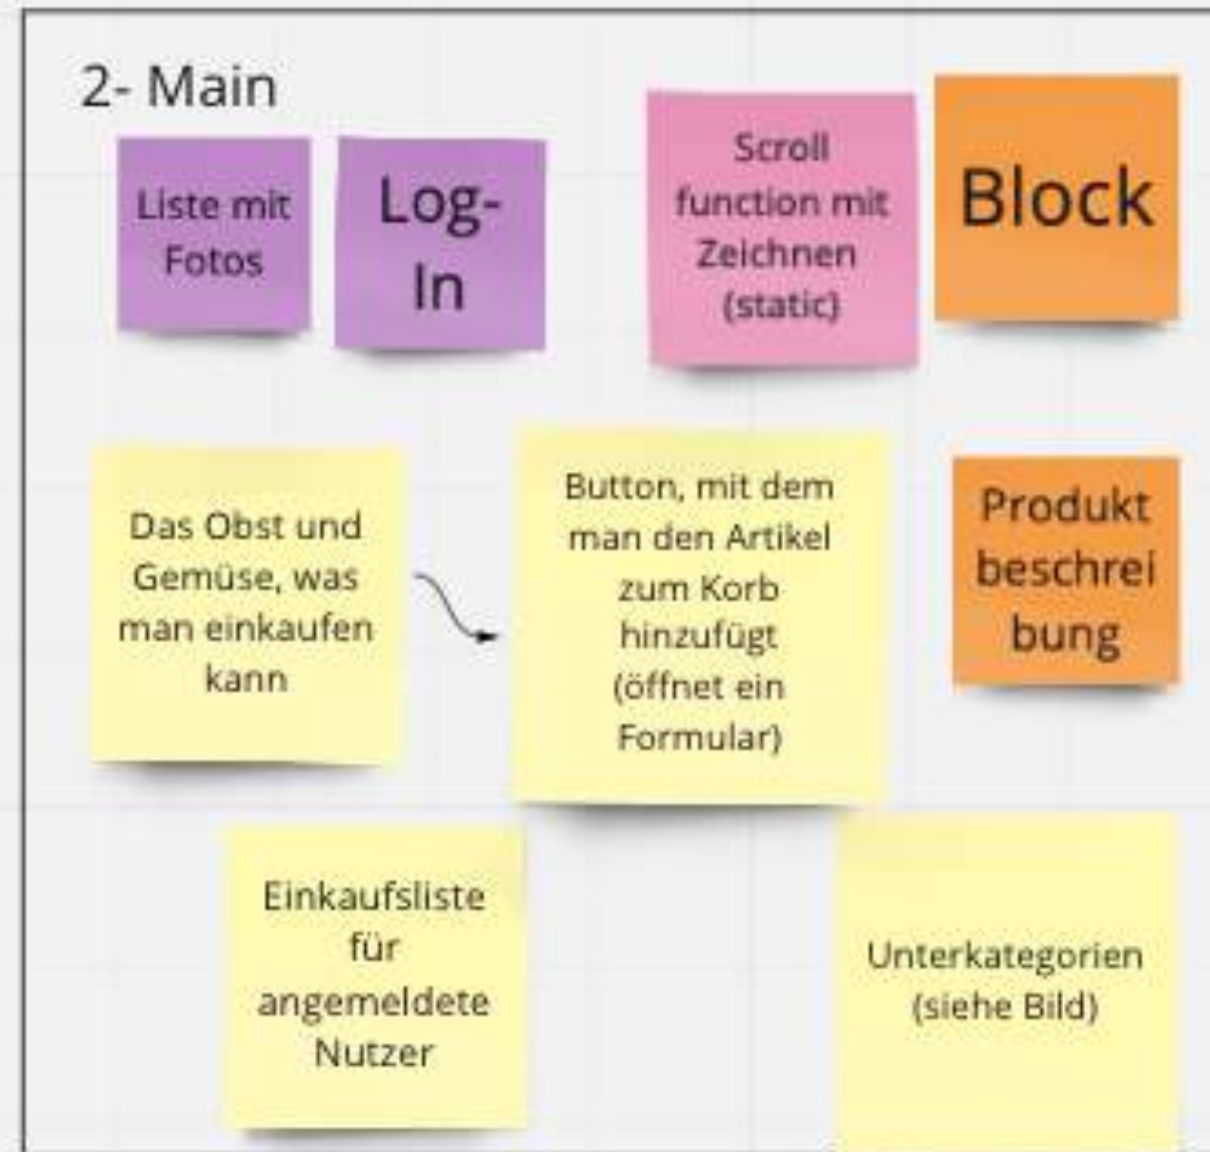 2- Main
Liste mit
Fotos
Log-
In
Scroll
function mit
Zeichnen
(static)
Block
Das Obst und
Gemüse, was
man einkaufen
kann
Button, mit dem
man den Artikel
zum Korb
hinzufügt
(öffnet ein
Formular)
Produkt
beschrei
bung
Einkaufsliste
für
angemeldete
Nutzer
Unterkategorien
(siehe Bild)